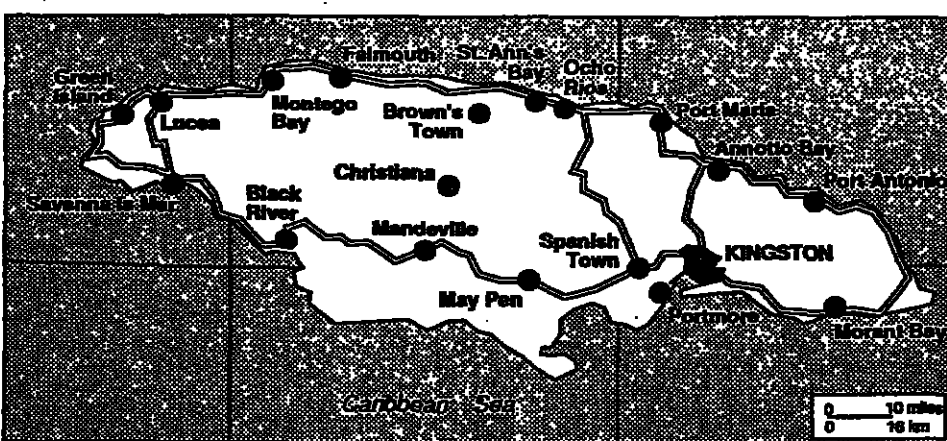 Falmouth
St. Ann's
Bay
Ocho
Rios
Green
Island
Lucea
Montego
Bay
Brown's
Town
Port Maria
Annotto Bay
Port Antonio
Christiana
Savanna-la-Mar
Black
River
Mandeville
Spanish
Town
KINGSTON
May Pen
Portmore
Morant Bay
Caribbean Sea
0 10 miles
0 16 km